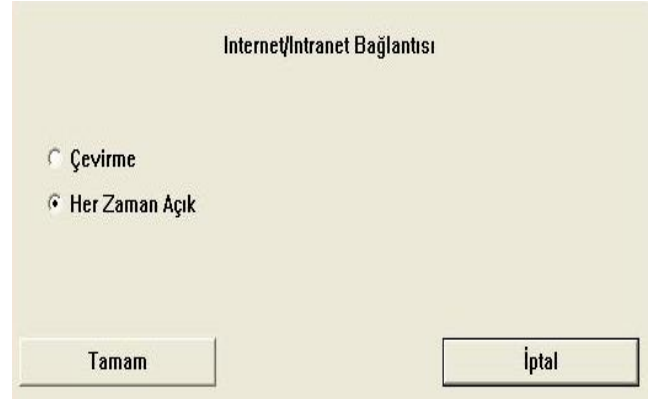 Internet/Intranet Bağlantısı
Çevirme
Her Zaman Açık
Tamam
İptal